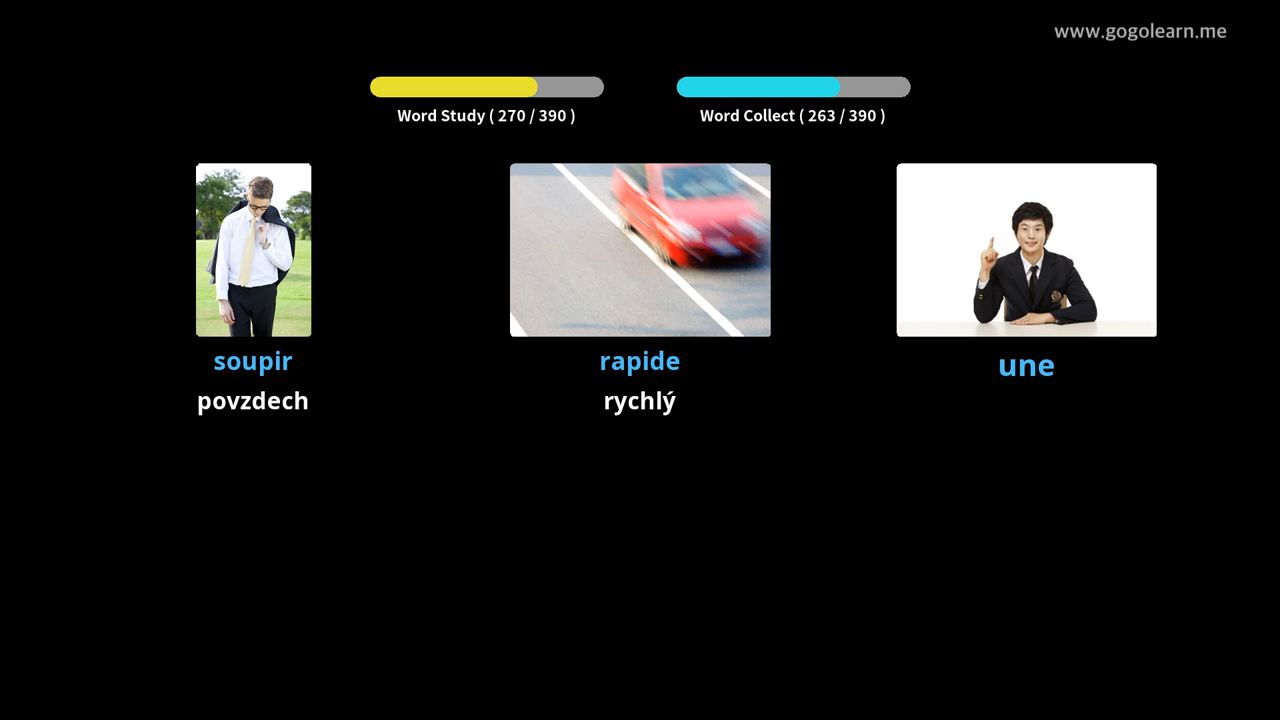 www.gogolearn.me
Word Study ( 270 / 390 )
Word Collect ( 263 / 390 )
soupir
povzdech
rapide
rychlý
une